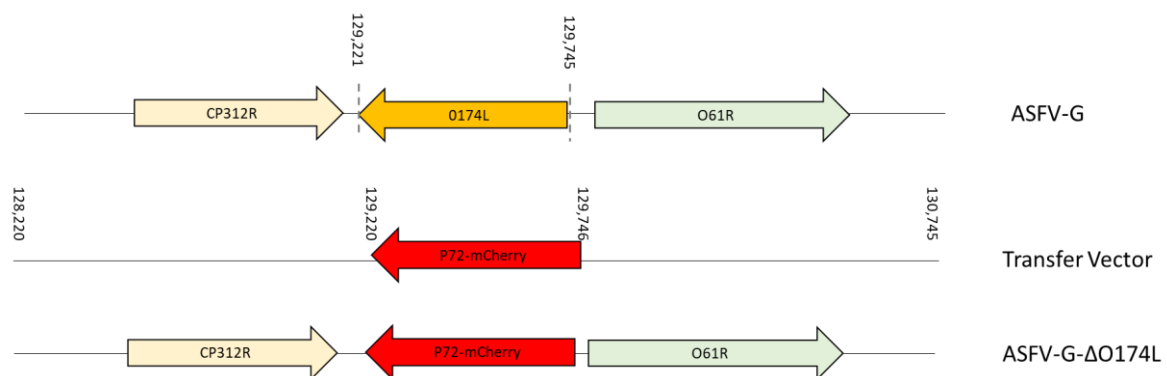 129,221
129,745
CP312R
0174L
O61R
ASFV-G
128,220
129,220
129,746
130,745
P72-mCherry
Transfer Vector
CP312R
P72-mCherry
O61R
ASFV-G-ΔO174L